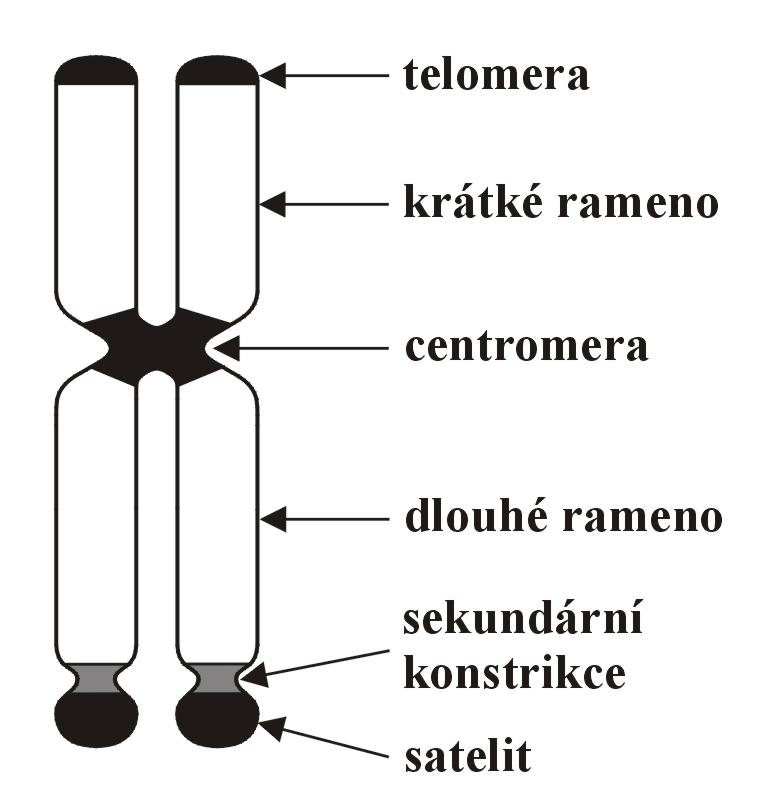 telomera
krátké rameno
centromera
dlouhé rameno
sekundární
konstrikce
satelit